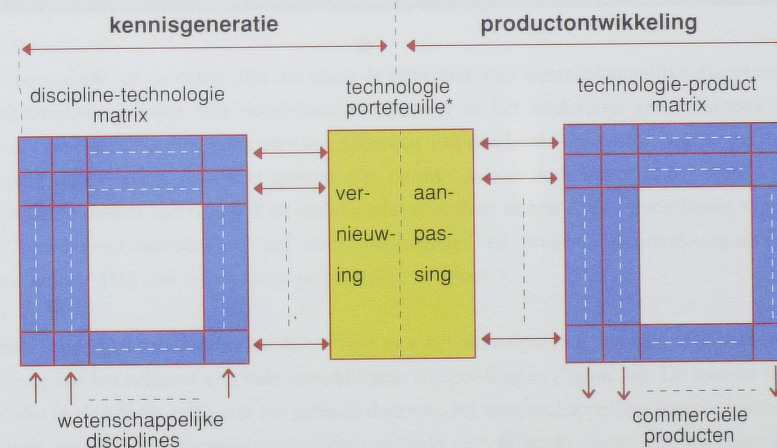 kennisgeneratie
productontwikkeling
discipline-technologie
matrix
technologie
portefeuille*
technologie-product
matrix
ver-
nieuw-
ing
aan-
pas-
sing
wetenschappelijke
disciplines
commerciële
producten